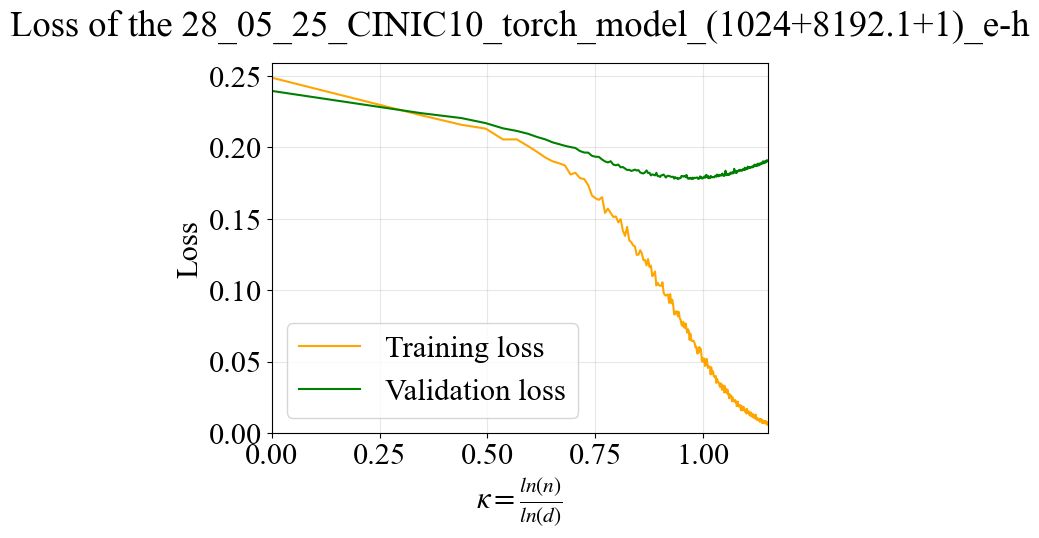 Loss of the 28_05_25_CINIC10_torch_model_(1024+8192.1+1)_e-h
0.25
0.20
0.15
0.10
0.05
0.00
Loss
Training loss
Validation loss
0.00 0.25 0.50 0.75 1.00
κ = ln(n)/ln(d)